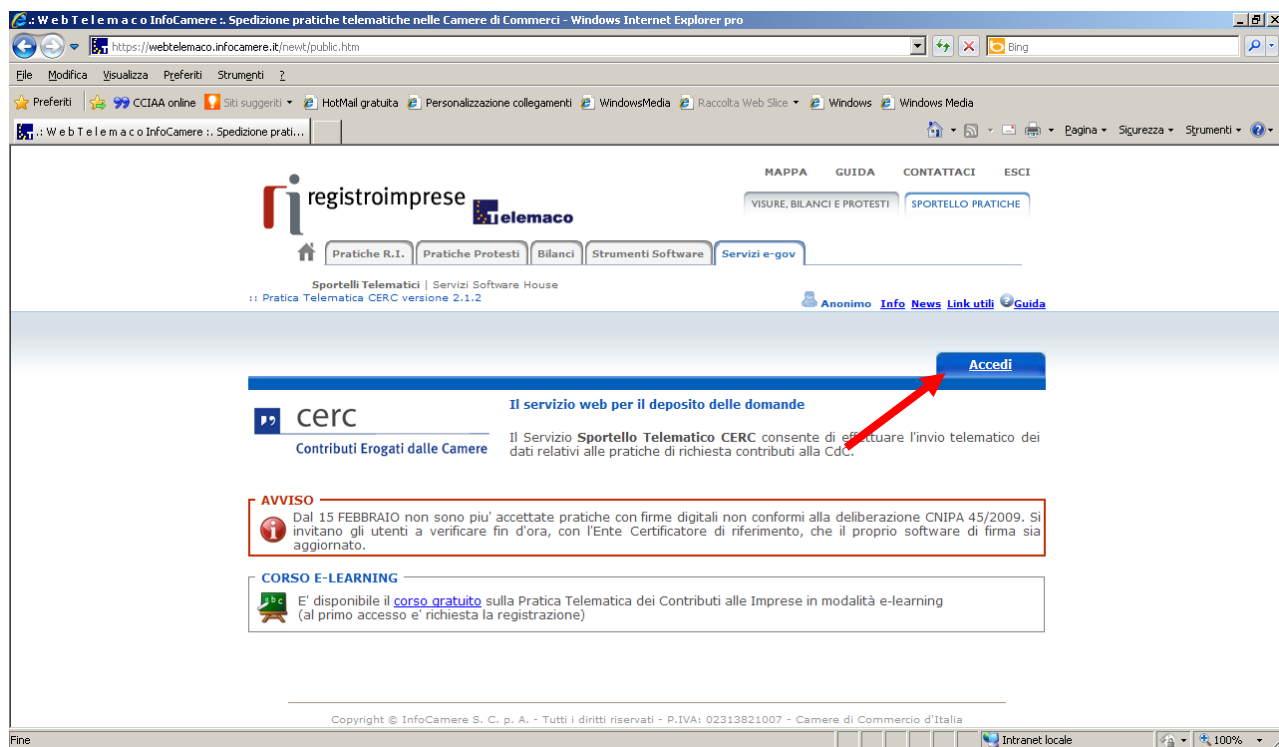 .: W e b T e l e m a c o InfoCamere :. Spedizione pratiche telematiche nelle Camere di Commerci - Windows Internet Explorer pro
https://webtelemaco.infocamere.it/newt/public.htm
Bing
File Modifica Visualizza Preferiti Strumenti ?
Preferiti CCIAA online Siti suggeriti HotMail gratuita Personalizzazione collegamenti WindowsMedia Raccolta Web Slice Windows Windows Media
.: W e b T e l e m a c o InfoCamere :. Spedizione prati...
Pagina Sicurezza Strumenti
MAPPA GUIDA CONTATTACI ESCI
registroimprese Telemaco
VISURE, BILANCI E PROTESTI SPORTELLO PRATICHE
Pratiche R.I. Pratiche Protesti Bilanci Strumenti Software Servizi e-gov
Sportelli Telematici | Servizi Software House
:: Pratica Telematica CERC versione 2.1.2
Anonimo Info News Link utili Guida
Accedi
cerc
Contributi Erogati dalle Camere
Il servizio web per il deposito delle domande
Il Servizio Sportello Telematico CERC consente di effettuare l'invio telematico dei
dati relativi alle pratiche di richiesta contributi alla CdC.
AVVISO
Dal 15 FEBBRAIO non sono piu' accettate pratiche con firme digitali non conformi alla deliberazione CNIPA 45/2009. Si
invitano gli utenti a verificare fin d'ora, con l'Ente Certificatore di riferimento, che il proprio software di firma sia
aggiornato.
CORSO E-LEARNING
E' disponibile il corso gratuito sulla Pratica Telematica dei Contributi alle Imprese in modalità e-learning
(al primo accesso e' richiesta la registrazione)
Copyright © InfoCamere S. C. p. A. - Tutti i diritti riservati - P.IVA: 02313821007 - Camere di Commercio d'Italia
Fine
Intranet locale
100%